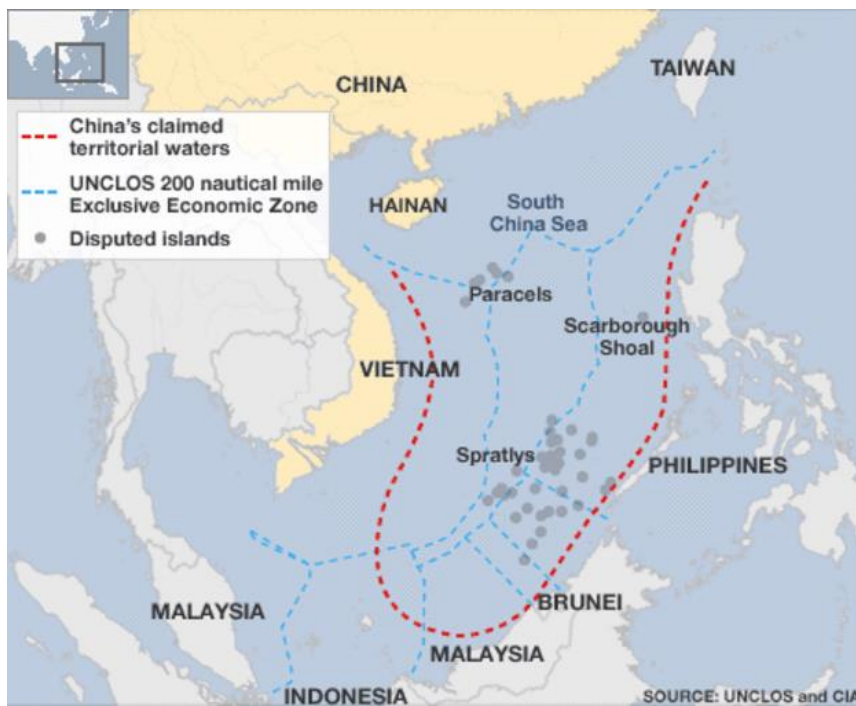 CHINA
TAIWAN
China's claimed
territorial waters
UNCLOS 200 nautical mile
Exclusive Economic Zone
Disputed islands
HAINAN
South
China Sea
Paracels
Scarborough
Shoal
VIETNAM
Spratlys
PHILIPPINES
MALAYSIA
BRUNEI
MALAYSIA
INDONESIA
SOURCE: UNCLOS and CIA